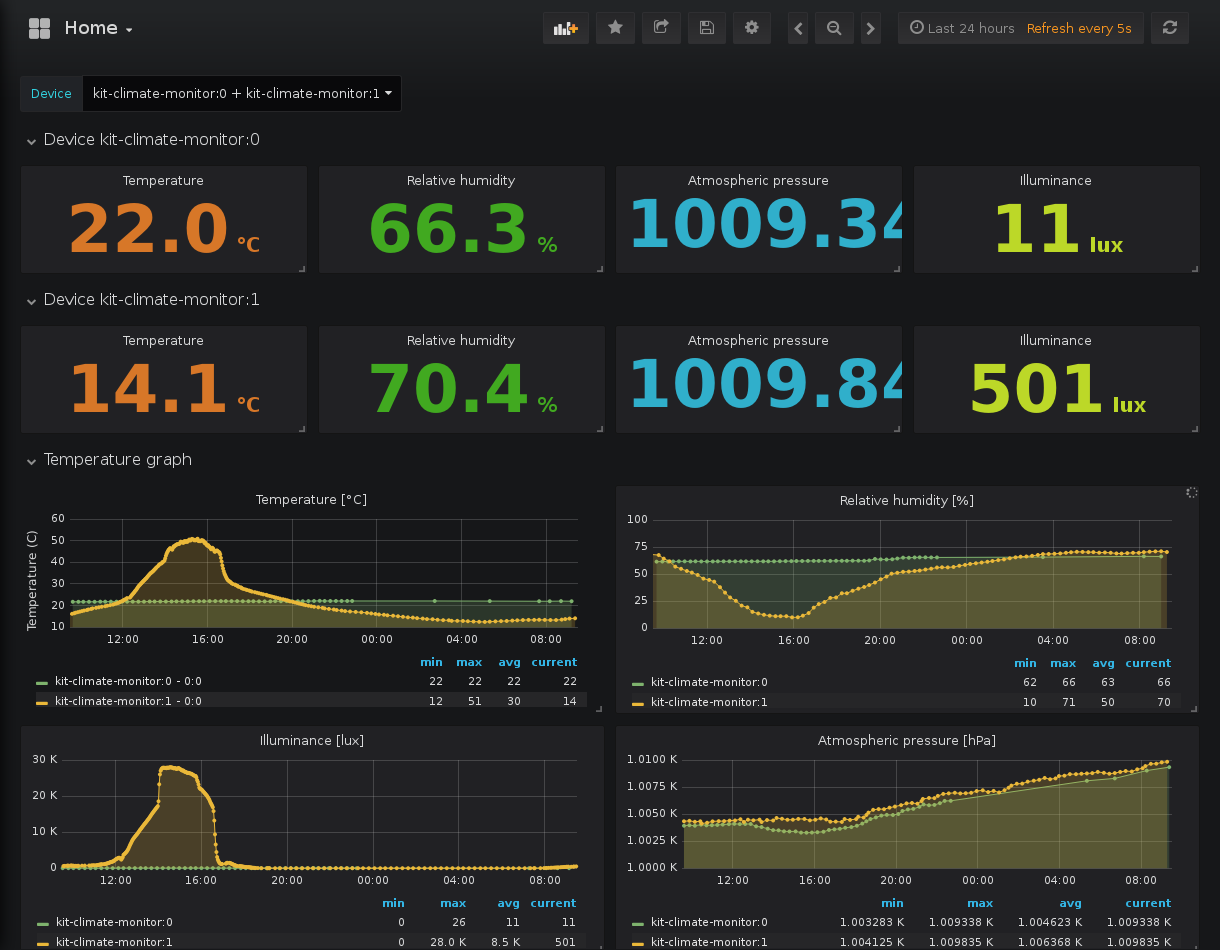 Home
Last 24 hours Refresh every 5s
Device kit-climate-monitor:0 + kit-climate-monitor:1
Device kit-climate-monitor:0
Temperature
22.0 °C
Relative humidity
66.3 %
Atmospheric pressure
1009.34
Illuminance
11 lux
Device kit-climate-monitor:1
Temperature
14.1 °C
Relative humidity
70.4 %
Atmospheric pressure
1009.84
Illuminance
501 lux
Temperature graph
Temperature [°C]
Temperature (C)
60
50
40
30
20
10
12:00 16:00 20:00 00:00 04:00 08:00
min max avg current
kit-climate-monitor:0 - 0:0 22 22 22 22
kit-climate-monitor:1 - 0:0 12 51 30 14
Relative humidity [%]
100
75
50
25
0
12:00 16:00 20:00 00:00 04:00 08:00
min max avg current
kit-climate-monitor:0 62 66 63 66
kit-climate-monitor:1 10 71 50 70
Illuminance [lux]
30 K
20 K
10 K
0
12:00 16:00 20:00 00:00 04:00 08:00
min max avg current
kit-climate-monitor:0 0 26 11 11
kit-climate-monitor:1 0 28.0 K 8.5 K 501
Atmospheric pressure [hPa]
1.0100 K
1.0075 K
1.0050 K
1.0025 K
1.0000 K
12:00 16:00 20:00 00:00 04:00 08:00
min max avg current
kit-climate-monitor:0 1.003283 K 1.009338 K 1.004623 K 1.009338 K
kit-climate-monitor:1 1.004125 K 1.009835 K 1.006368 K 1.009835 K